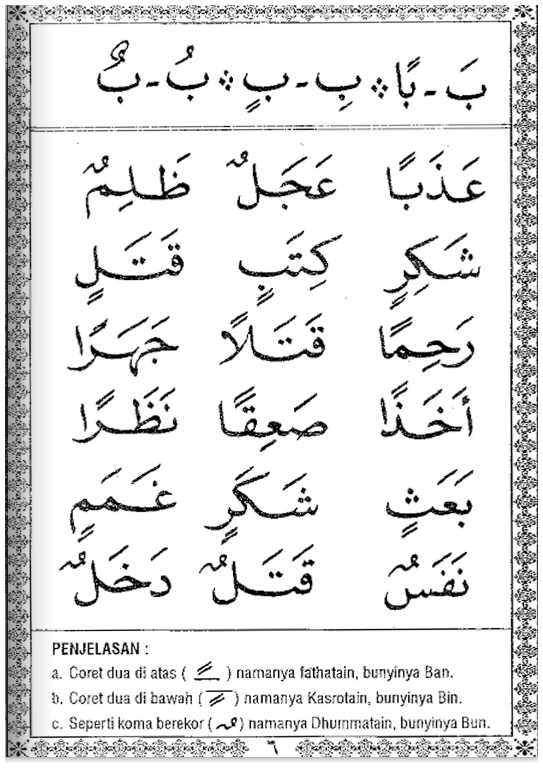 بَ - بًا ∴ بِ - بٍ ∴ بُ - بٌ
عَذَبًا عَجَلٌ ظَلِمٌ
شَكِرٍ كِتَبٍ قَتَلٍ
رَحِمًا قَتَلًا جَهَرًا
أَخَذًا صَعِقًا نَظَرًا
بَعَثٍ شَكَرٍ غَمَمٍ
نَفَسٌ قَتَلٌ دَخَلٌ
PENJELASAN :
a. Coret dua di atas ( ـً ) namanya fathatain, bunyinya Ban.
b. Coret dua di bawah ( ـٍ ) namanya Kasrotain, bunyinya Bin.
c. Seperti koma berekor ( ـٌ ) namanya Dhummatain, bunyinya Bun.
٦